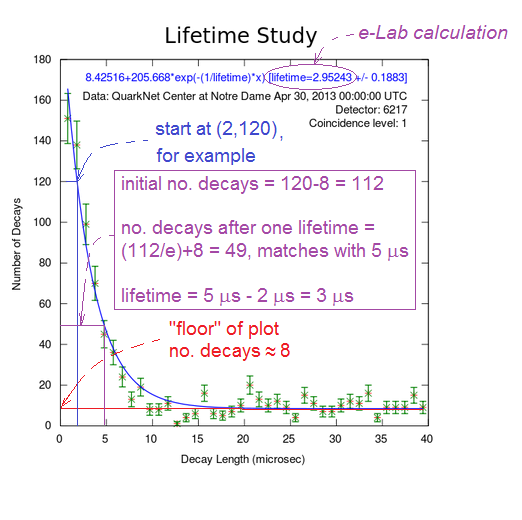 e-Lab calculation
Lifetime Study
8.42516+205.668*exp(-(1/lifetime)*x) [lifetime=2.95243 +/- 0.1883]
Data: QuarkNet Center at Notre Dame Apr 30, 2013 00:00:00 UTC
Detector: 6217
Coincidence level: 1
start at (2,120),
for example
initial no. decays = 120-8 = 112
no. decays after one lifetime =
(112/e)+8 = 49, matches with 5 μs
lifetime = 5 μs - 2 μs = 3 μs
"floor" of plot
no. decays ≈ 8
Number of Decays
180
160
140
120
100
80
60
40
20
0
0 5 10 15 20 25 30 35 40
Decay Length (microsec)